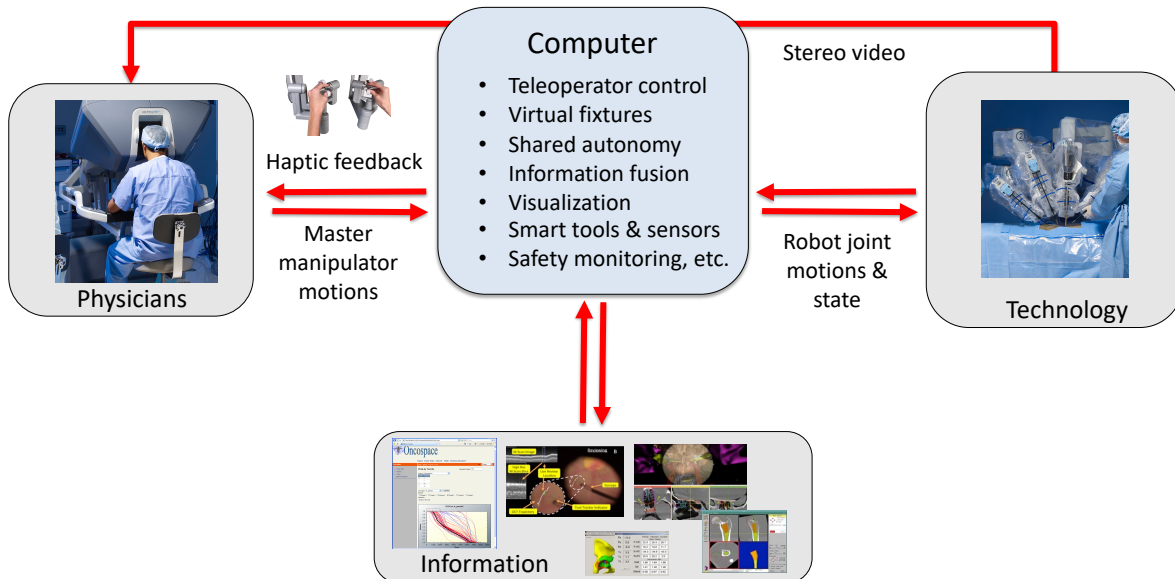 Computer
• Teleoperator control
• Virtual fixtures
• Shared autonomy
• Information fusion
• Visualization
• Smart tools & sensors
• Safety monitoring, etc.
Stereo video
Haptic feedback
Master
manipulator
motions
Physicians
Robot joint
motions &
state
Technology
Oncospace
Information